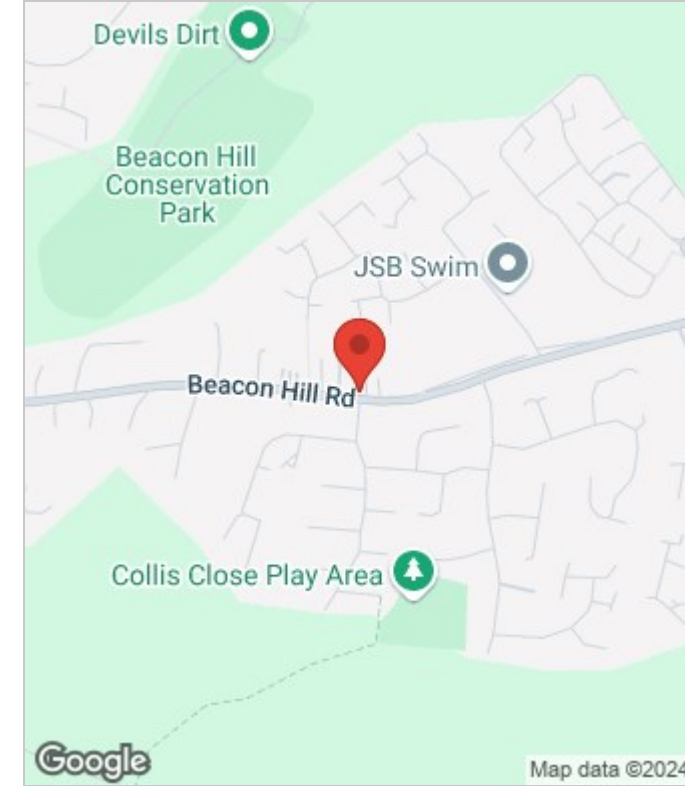 Devils Dirt
Beacon Hill
Conservation
Park
JSB Swim
Beacon Hill Rd
Collis Close Play Area
Google
Map data ©2024